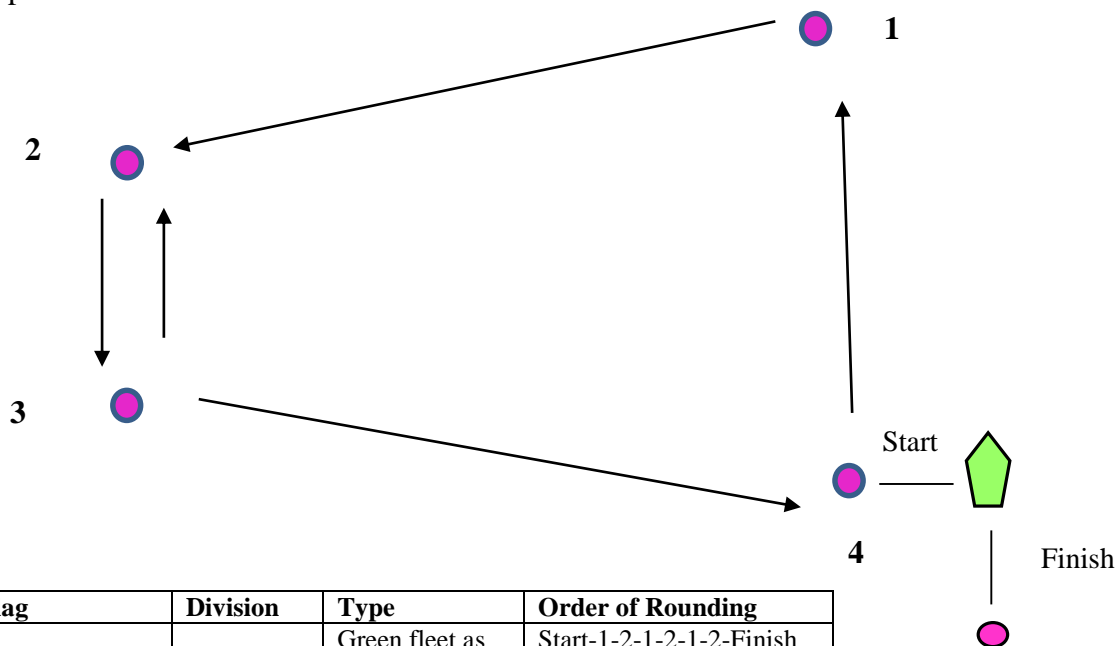 1
2
3
Start
4
Finish
Division Type Order of Rounding
Green fleet as Start-1-2-1-2-1-2-Finish